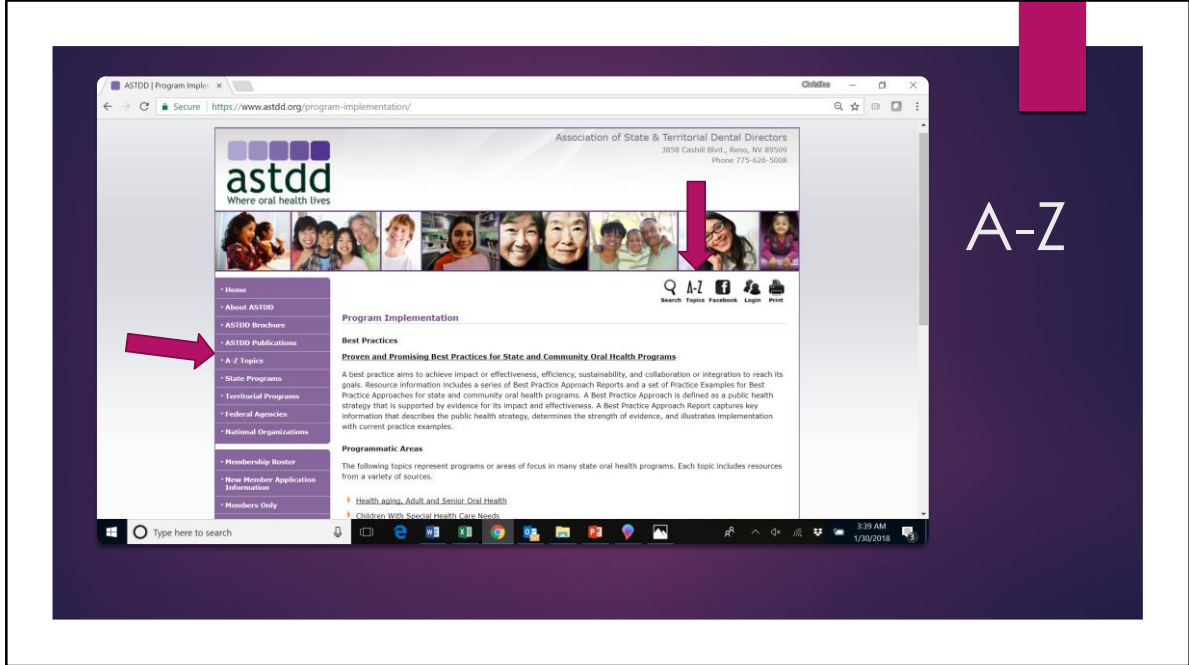 ASTDD | Program Implem
Christine
Secure | https://www.astdd.org/program-implementation/
Association of State & Territorial Dental Directors
3858 Cashill Blvd., Reno, NV 89509
Phone 775-626-5008
astdd
Where oral health lives
A-Z
A-Z
Search Topics Facebook Login Print
Home
About ASTDD
ASTDD Brochure
ASTDD Publications
A-Z Topics
State Programs
Territorial Programs
Federal Agencies
National Organizations
Membership Roster
New Member Application
Information
Members Only
Program Implementation
Best Practices
Proven and Promising Best Practices for State and Community Oral Health Programs
A best practice aims to achieve impact or effectiveness, efficiency, sustainability, and collaboration or integration to reach its
goals. Resource information includes a series of Best Practice Approach Reports and a set of Practice Examples for Best
Practice Approaches for state and community oral health programs. A Best Practice Approach is defined as a public health
strategy that is supported by evidence for its impact and effectiveness. A Best Practice Approach Report captures key
information that describes the public health strategy, determines the strength of evidence, and illustrates implementation
with current practice examples.
Programmatic Areas
The following topics represent programs or areas of focus in many state oral health programs. Each topic includes resources
from a variety of sources.
Health aging, Adult and Senior Oral Health
Children With Special Health Care Needs
Type here to search
3:39 AM
1/30/2018